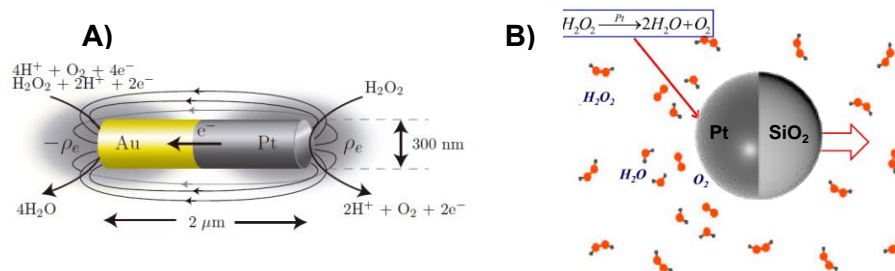 A)
4H⁺ + O₂ + 4e⁻
H₂O₂ + 2H⁺ + 2e⁻
H₂O₂
e⁻
Au
Pt
−ρₑ
ρₑ
300 nm
4H₂O
2H⁺ + O₂ + 2e⁻
2 μm
B)
H₂O₂ —Pt→ 2H₂O + O₂
H₂O₂
Pt
SiO₂
H₂O
O₂